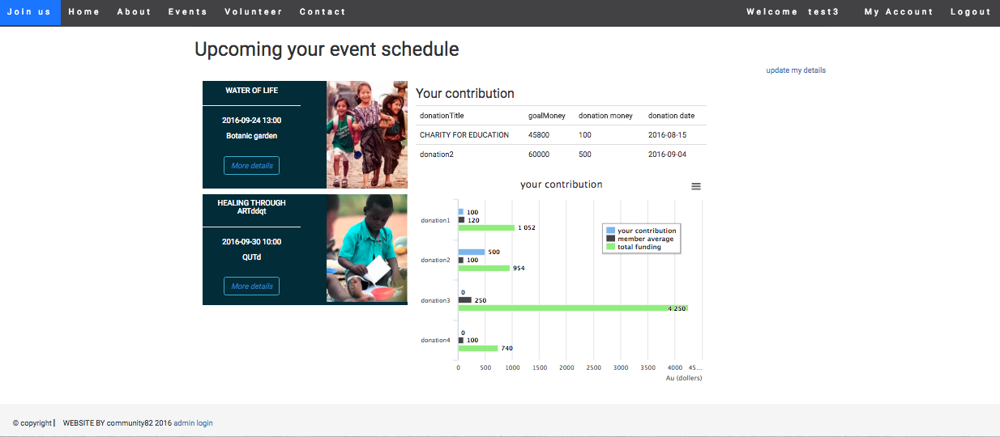 Join us Home About Events Volunteer Contact Welcome test3 My Account Logout
Upcoming your event schedule
update my details
WATER OF LIFE
2016-09-24 13:00
Botanic garden
More details
HEALING THROUGH
ARTddqt
2016-09-30 10:00
QUTd
More details
Your contribution
donationTitle goalMoney donation money donation date
CHARITY FOR EDUCATION 45800 100 2016-08-15
donation2 60000 500 2016-09-04
your contribution
your contribution
member average
total funding
donation1
100
120
1 052
donation2
500
100
954
donation3
0
250
4 250
donation4
0
100
740
0 500 1000 1500 2000 2500 3000 3500 4000 45...
Au (dollers)
© copyright | WEBSITE BY community82 2016 admin login